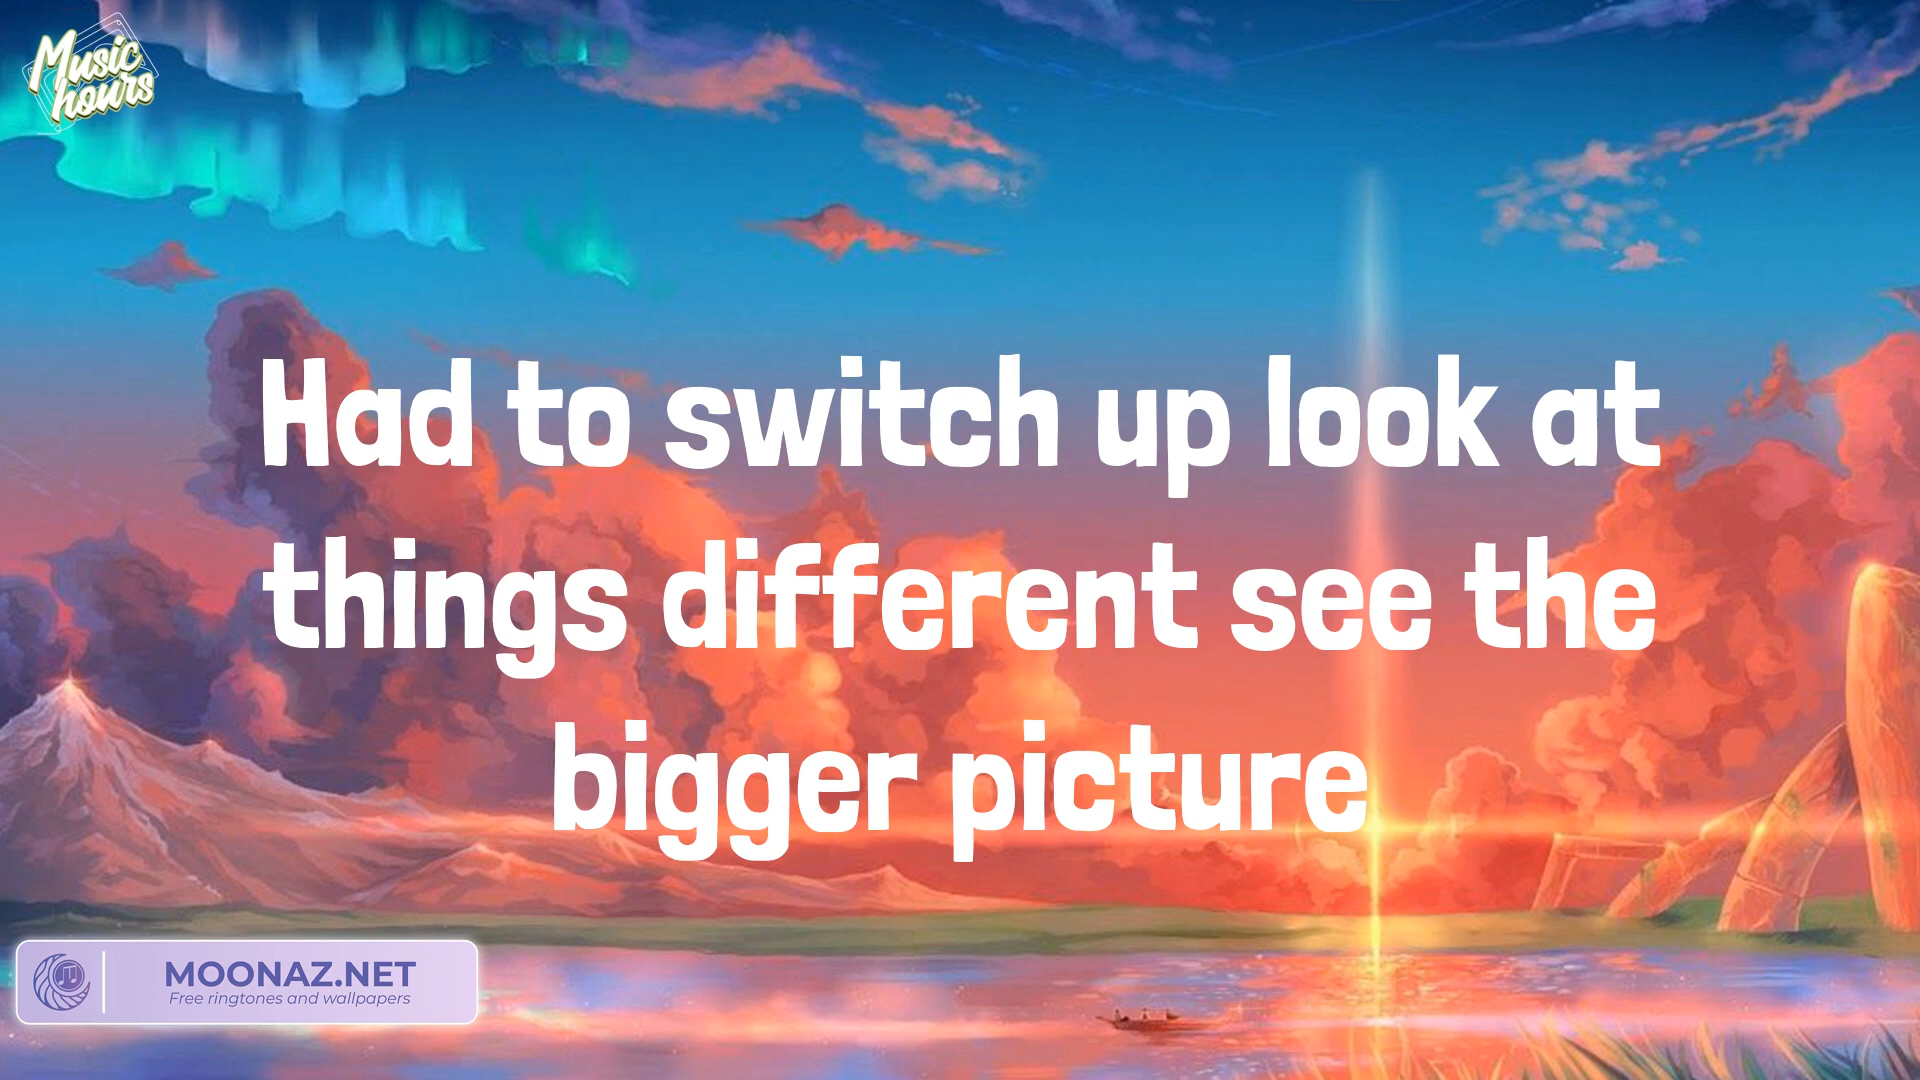 Music
hours
Had to switch up look at
things different see the
bigger picture
MOONAZ.NET
Free ringtones and wallpapers